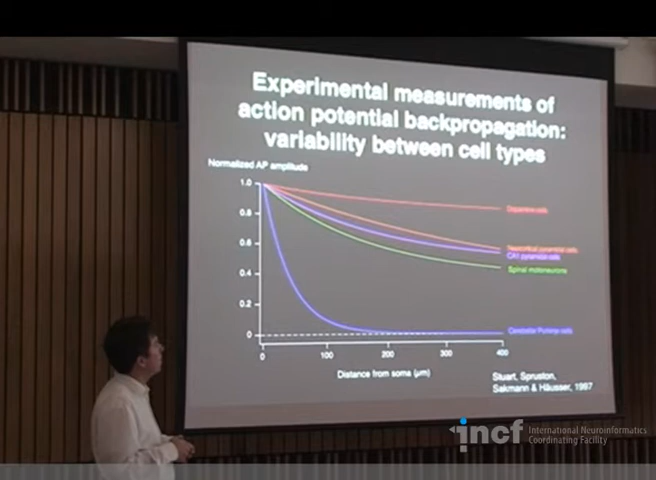 Experimental measurements of
action potential backpropagation:
variability between cell types
Normalized AP amplitude
1.0
0.8
0.6
0.4
0.2
0
Dopamine cells
Neocortical pyramidal cells
CA1 pyramidal cells
Spinal motoneurons
Cerebellar Purkinje cells
0 100 200 300 400
Distance from soma (µm)
Stuart, Spruston,
Sakmann & Häusser, 1997
incf International Neuroinformatics
Coordinating Facility